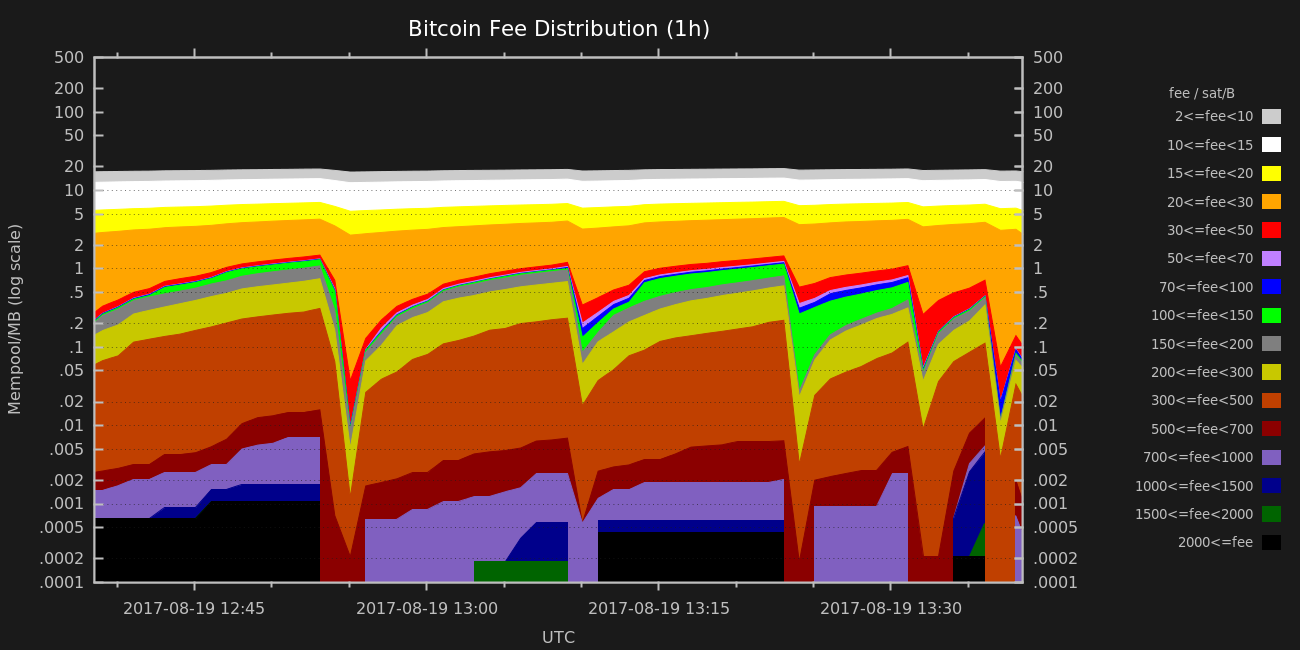 Bitcoin Fee Distribution (1h)
500 500
200 200
100 100
50 50
20 20
10 10
5 5
2 2
1 1
.5 .5
.2 .2
.1 .1
.05 .05
.02 .02
.01 .01
.005 .005
.002 .002
.001 .001
.0005 .0005
.0002 .0002
.0001 .0001
Mempool/MB (log scale)
2017-08-19 12:45 2017-08-19 13:00 2017-08-19 13:15 2017-08-19 13:30
UTC
fee / sat/B
2<=fee<10
10<=fee<15
15<=fee<20
20<=fee<30
30<=fee<50
50<=fee<70
70<=fee<100
100<=fee<150
150<=fee<200
200<=fee<300
300<=fee<500
500<=fee<700
700<=fee<1000
1000<=fee<1500
1500<=fee<2000
2000<=fee